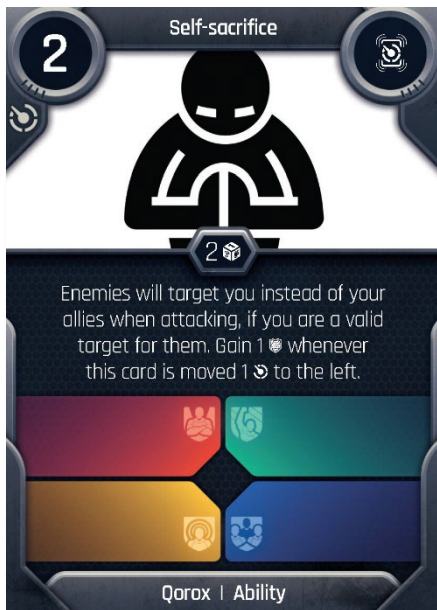 Self-sacrifice
2
2
Enemies will target you instead of your
allies when attacking, if you are a valid
target for them. Gain 1 whenever
this card is moved 1 to the left.
Qorox | Ability